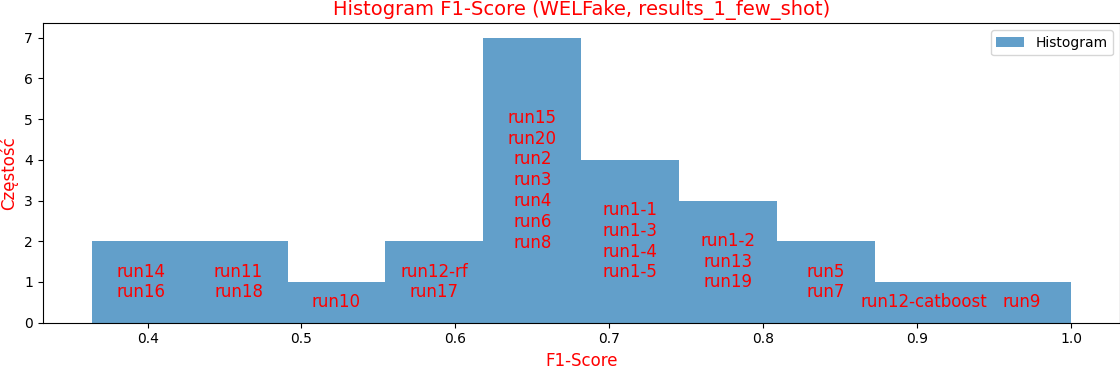 Histogram F1-Score (WELFake, results_1_few_shot)
Histogram
Częstość
7
6
5
4
3
2
1
0
run14
run16
run11
run18
run10
run12-rf
run17
run15
run20
run2
run3
run4
run6
run8
run1-1
run1-3
run1-4
run1-5
run1-2
run13
run19
run5
run7
run12-catboost
run9
0.4 0.5 0.6 0.7 0.8 0.9 1.0
F1-Score